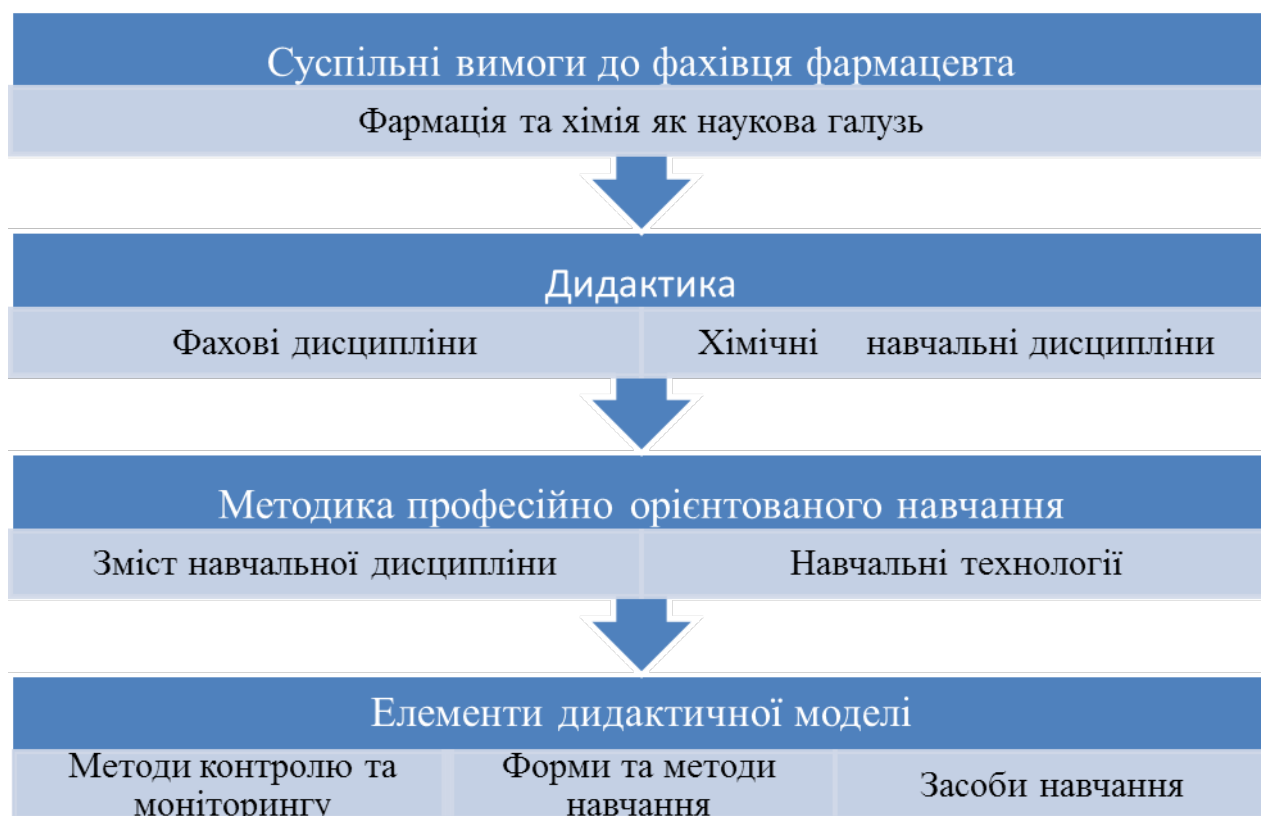 Суспільні вимоги до фахівця фармацевта
Фармація та хімія як наукова галузь
Дидактика
Фахові дисципліни
Хімічні навчальні дисципліни
Методика професійно орієнтованого навчання
Зміст навчальної дисципліни
Навчальні технології
Елементи дидактичної моделі
Методи контролю та
моніторингу
Форми та методи
навчання
Засоби навчання